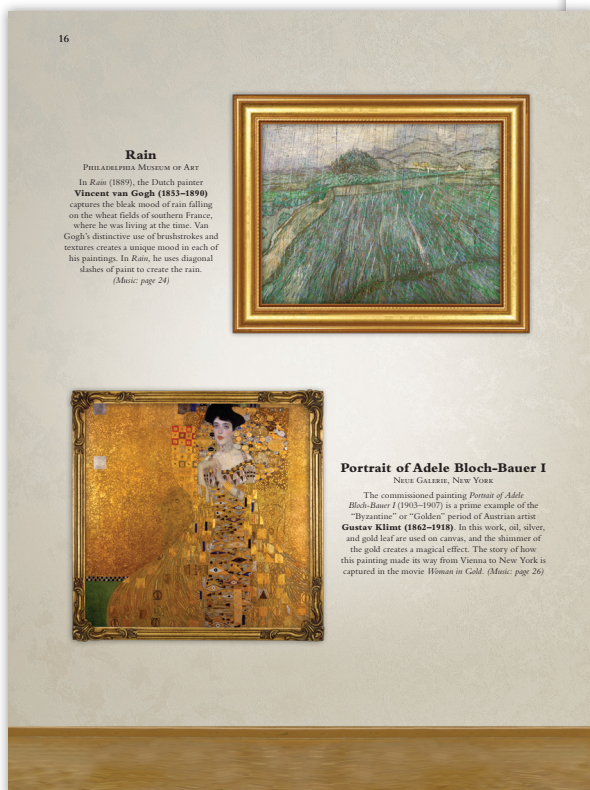 16
Rain
Philadelphia Museum of Art
In Rain (1889), the Dutch painter
Vincent van Gogh (1853–1890)
captures the bleak mood of rain falling
on the wheat fields of southern France,
where he was living at the time. Van
Gogh’s distinctive use of brushstrokes and
textures creates a unique mood in each of
his paintings. In Rain, he uses diagonal
slashes of paint to create the rain.
(Music: page 24)
Portrait of Adele Bloch-Bauer I
Neue Galerie, New York
The commissioned painting Portrait of Adele
Bloch-Bauer I (1903–1907) is a prime example of the
“Byzantine” or “Golden” period of Austrian artist
Gustav Klimt (1862–1918). In this work, oil, silver,
and gold leaf are used on canvas, and the shimmer of
the gold creates a magical effect. The story of how
this painting made its way from Vienna to New York is
captured in the movie Woman in Gold. (Music: page 26)